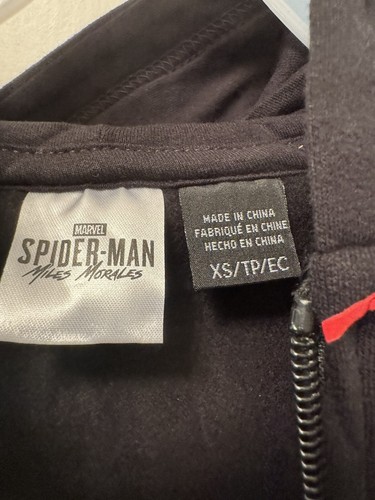 MARVEL
SPIDER-MAN
MILES MORALES
MADE IN CHINA
FABRIQUÉ EN CHINE
HECHO EN CHINA
XS/TP/EC